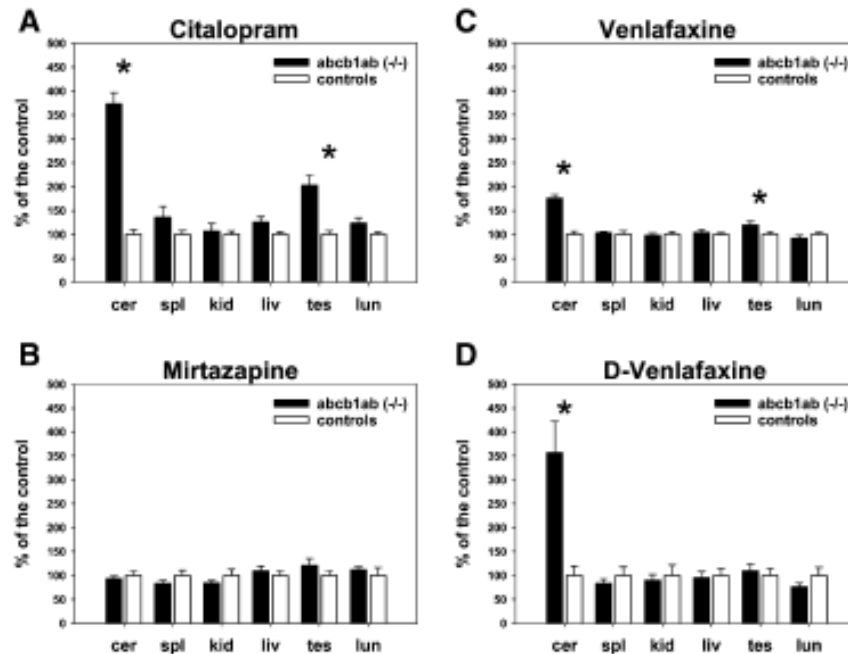 A
Citalopram
500
450
400
350
300
250
200
150
100
50
0
% of the control
* *
abcb1ab (-/-)
controls
cer spl kid liv tes lun
C
Venlafaxine
500
450
400
350
300
250
200
150
100
50
0
% of the control
* *
abcb1ab (-/-)
controls
cer spl kid liv tes lun
B
Mirtazapine
500
450
400
350
300
250
200
150
100
50
0
% of the control
abcb1ab (-/-)
controls
cer spl kid liv tes lun
D
D-Venlafaxine
500
450
400
350
300
250
200
150
100
50
0
% of the control
*
abcb1ab (-/-)
controls
cer spl kid liv tes lun